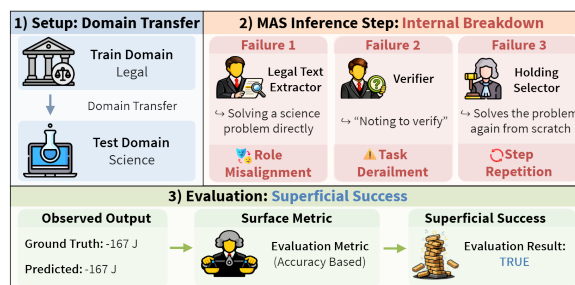 1) Setup: Domain Transfer
Train Domain
Legal
Domain Transfer
Test Domain
Science
2) MAS Inference Step: Internal Breakdown
Failure 1
Legal Text
Extractor
↪ Solving a science
problem directly
Role
Misalignment
Failure 2
Verifier
↪ “Noting to verify”
Task
Derailment
Failure 3
Holding
Selector
↪ Solves the problem
again from scratch
Step
Repetition
3) Evaluation: Superficial Success
Observed Output
Ground Truth: -167 J
Predicted: -167 J
Surface Metric
Evaluation Metric
(Accuracy Based)
Superficial Success
Evaluation Result:
TRUE